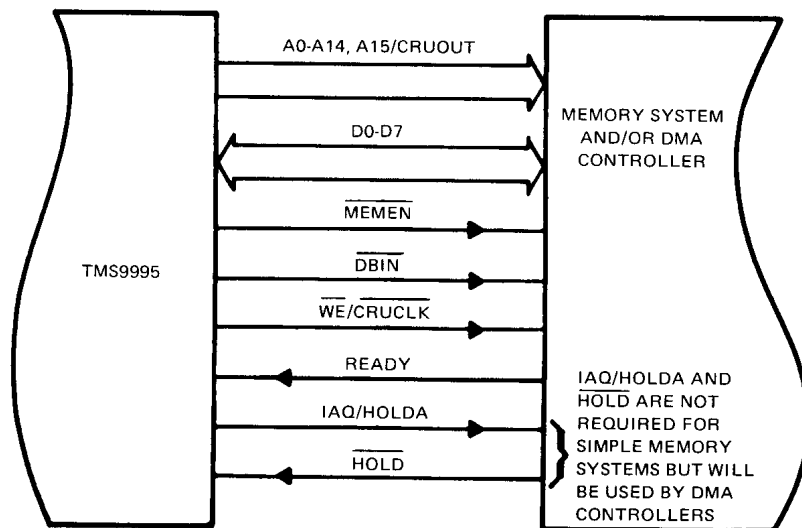 A0-A14, A15/CRUOUT
MEMORY SYSTEM
AND/OR DMA
CONTROLLER
D0-D7
MEMEN
TMS9995
DBIN
WE/CRUCLK
READY
IAQ/HOLDA
HOLD
IAQ/HOLDA AND
HOLD ARE NOT
REQUIRED FOR
SIMPLE MEMORY
SYSTEMS BUT WILL
BE USED BY DMA
CONTROLLERS